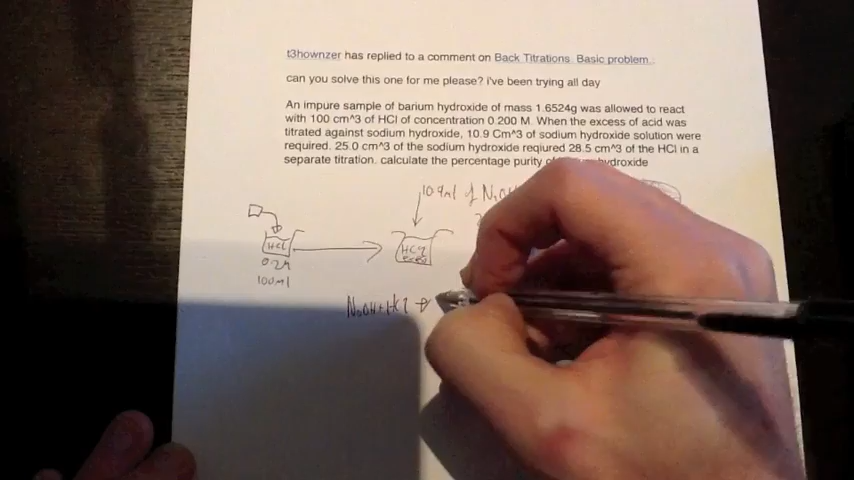 t3hownzer has replied to a comment on Back Titrations Basic problem.
can you solve this one for me please? i've been trying all day
An impure sample of barium hydroxide of mass 1.6524g was allowed to react
with 100 cm^3 of HCl of concentration 0.200 M. When the excess of acid was
titrated against sodium hydroxide, 10.9 Cm^3 of sodium hydroxide solution were
required. 25.0 cm^3 of the sodium hydroxide reqiured 28.5 cm^3 of the HCl in a
separate titration. calculate the percentage purity hydroxide
10.9ml of
HCl
HCl
excess
0.2M
100ml
NaOH + HCl →